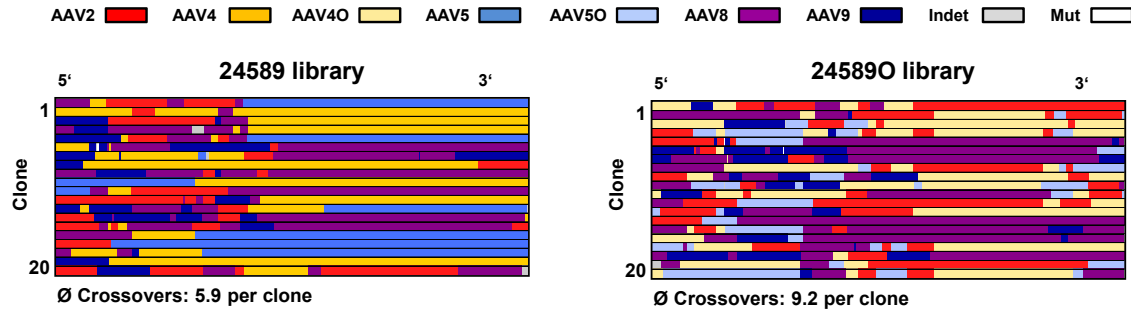 AAV2 AAV4 AAV4O AAV5 AAV5O AAV8 AAV9 Indet Mut
24589 library
5‘ 3‘
1
Clone
20
Ø Crossovers: 5.9 per clone
24589O library
5‘ 3‘
1
Clone
20
Ø Crossovers: 9.2 per clone